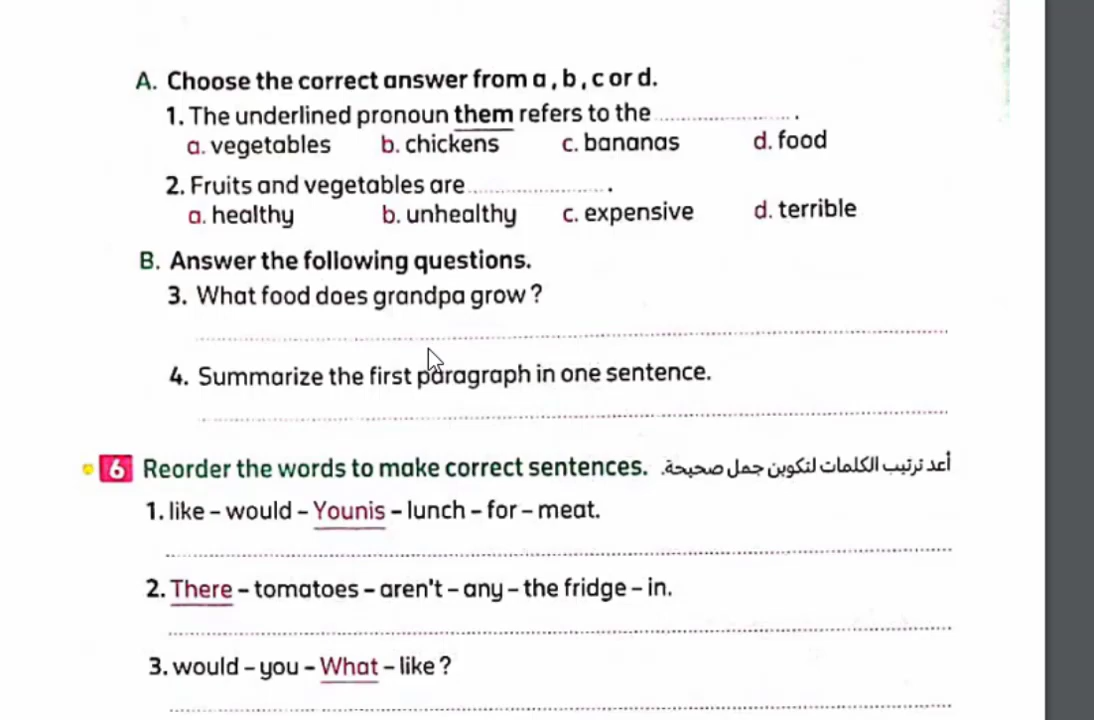 A. Choose the correct answer from a , b , c or d.
1. The underlined pronoun them refers to the ........................ .
a. vegetables b. chickens c. bananas d. food
2. Fruits and vegetables are ........................ .
a. healthy b. unhealthy c. expensive d. terrible
B. Answer the following questions.
3. What food does grandpa grow ?
4. Summarize the first paragraph in one sentence.
6 Reorder the words to make correct sentences. أعد ترتيب الكلمات لتكوين جمل صحيحة.
1. like – would – Younis – lunch – for – meat.
2. There – tomatoes – aren't – any – the fridge – in.
3. would – you – What – like ?